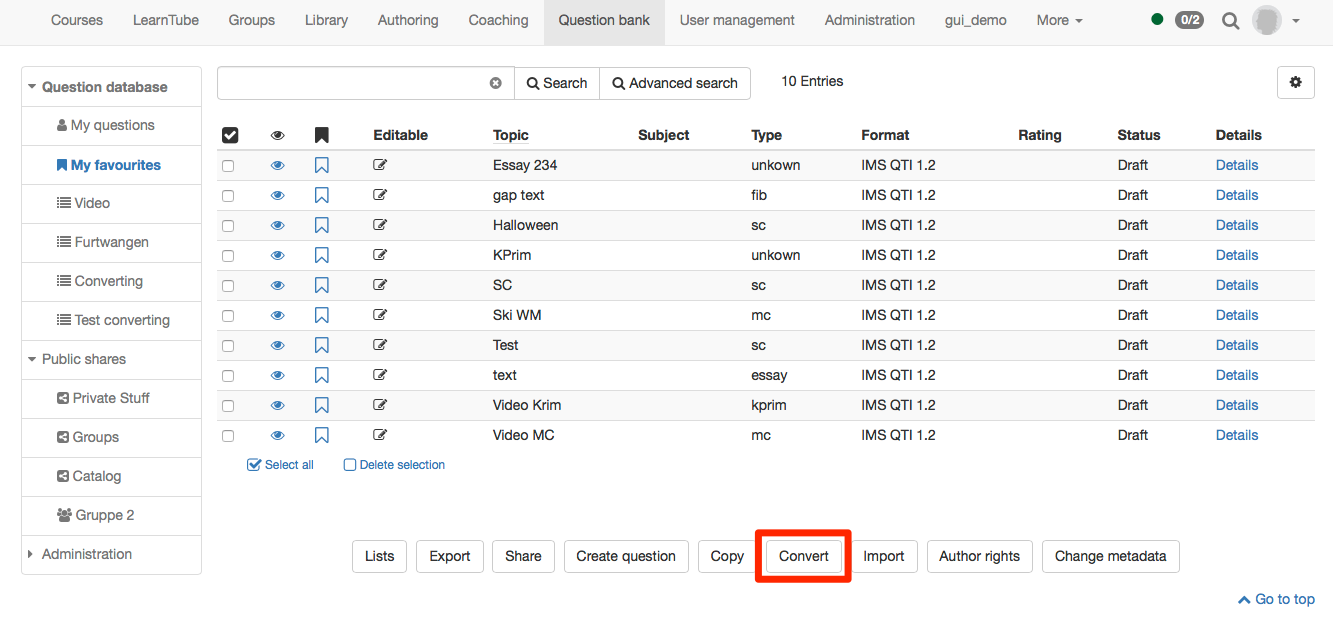 Courses LearnTube Groups Library Authoring Coaching Question bank User management Administration gui_demo More 0/2
Question database
My questions
My favourites
Video
Furtwangen
Converting
Test converting
Public shares
Private Stuff
Groups
Catalog
Gruppe 2
Administration
Search Advanced search 10 Entries
Editable Topic Subject Type Format Rating Status Details
Essay 234 unkown IMS QTI 1.2 Draft Details
gap text fib IMS QTI 1.2 Draft Details
Halloween sc IMS QTI 1.2 Draft Details
KPrim unkown IMS QTI 1.2 Draft Details
SC sc IMS QTI 1.2 Draft Details
Ski WM mc IMS QTI 1.2 Draft Details
Test sc IMS QTI 1.2 Draft Details
text essay IMS QTI 1.2 Draft Details
Video Krim kprim IMS QTI 1.2 Draft Details
Video MC mc IMS QTI 1.2 Draft Details
Select all Delete selection
Lists Export Share Create question Copy Convert Import Author rights Change metadata
Go to top